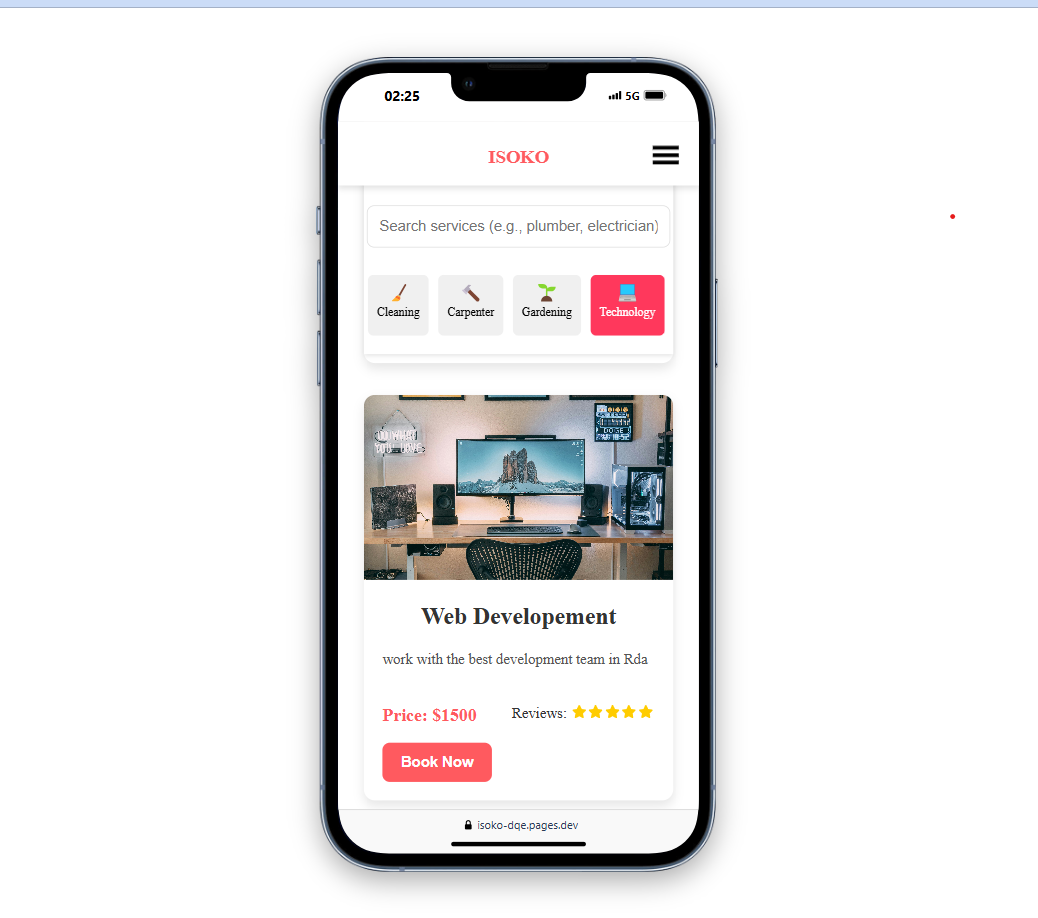 02:25 5G
ISOKO
Search services (e.g., plumber, electrician)
Cleaning Carpenter Gardening Technology
Web Developement
work with the best development team in Rda
Price: $1500 Reviews:
Book Now
isoko-dqe.pages.dev